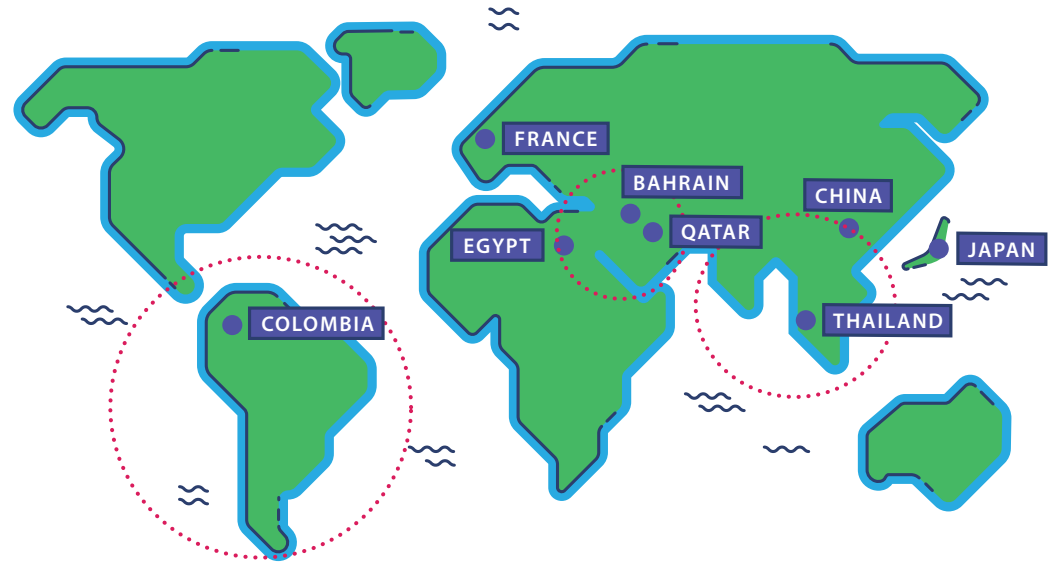 FRANCE
BAHRAIN
CHINA
QATAR
EGYPT
JAPAN
COLOMBIA
THAILAND